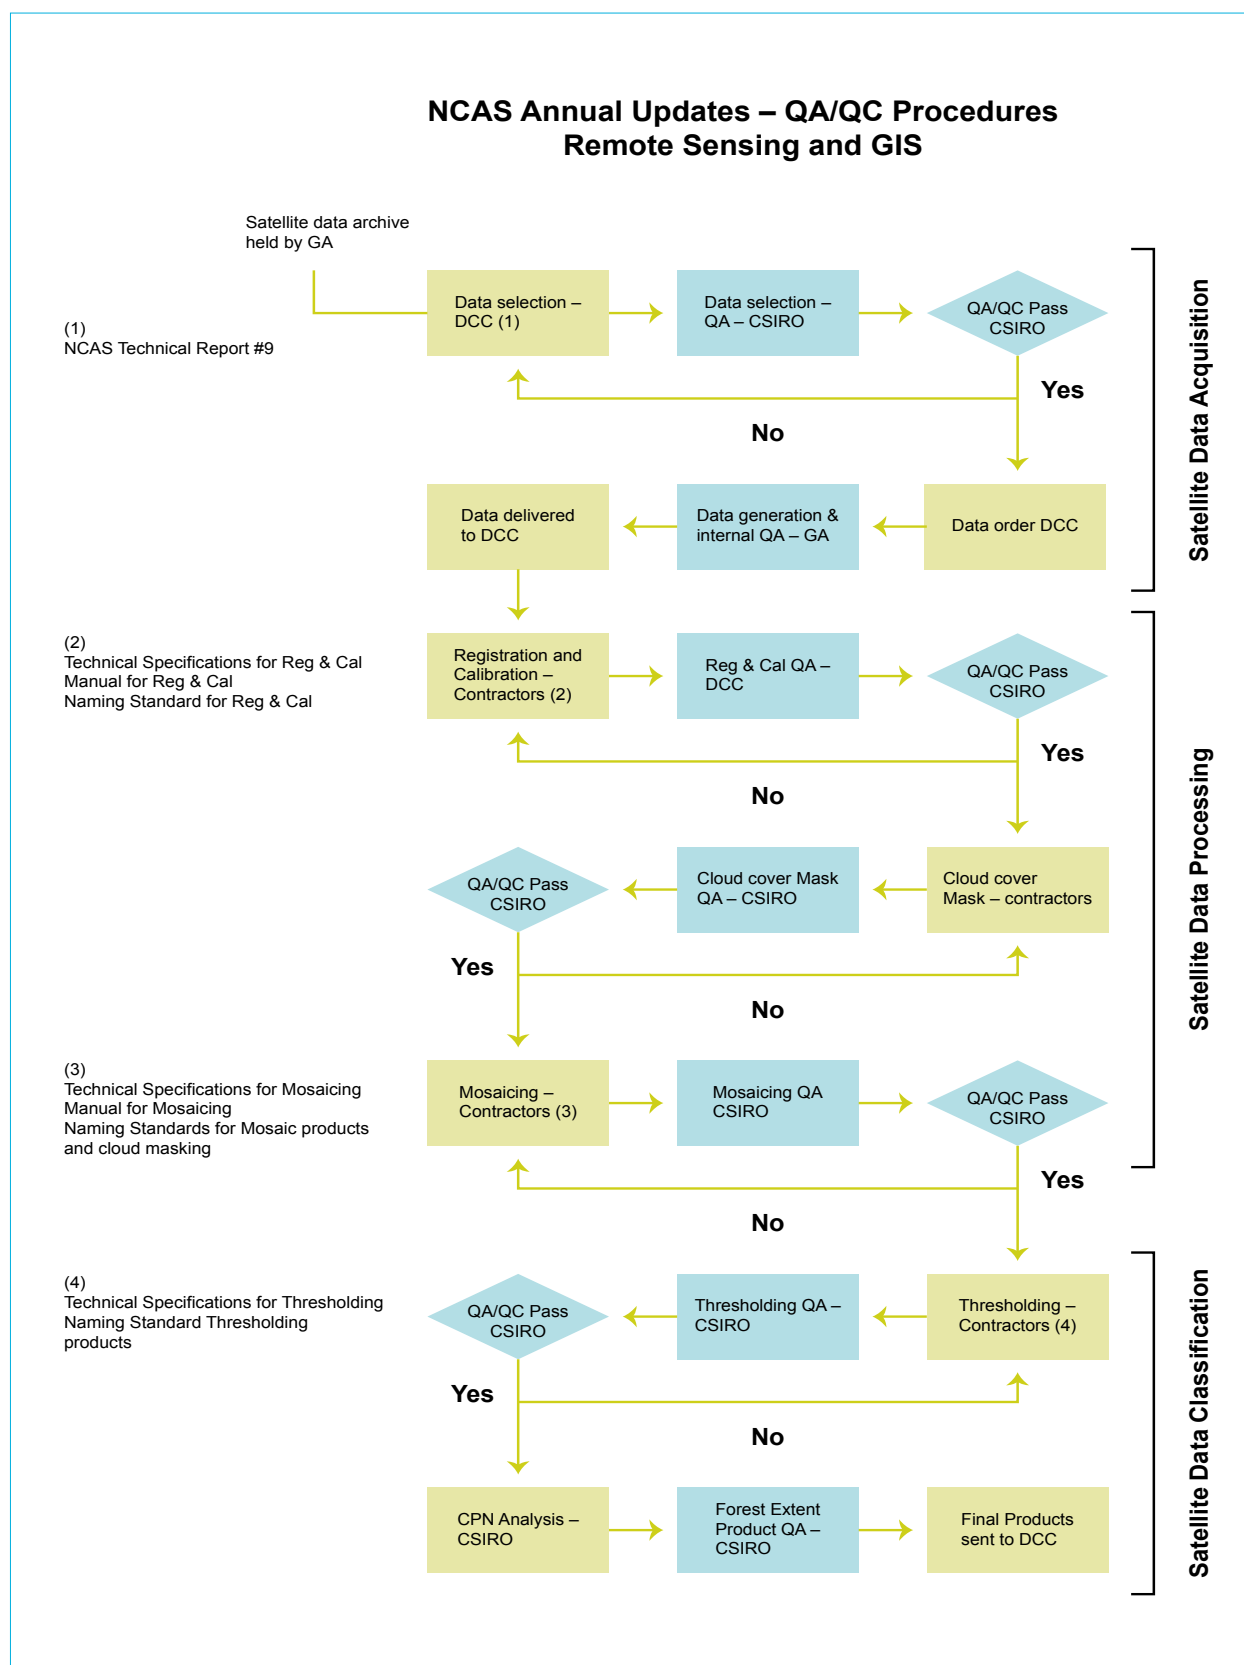 NCAS Annual Updates – QA/QC Procedures
Remote Sensing and GIS
Satellite data archive
held by GA
(1)
NCAS Technical Report #9
Data selection –
DCC (1)
Data selection –
QA – CSIRO
QA/QC Pass
CSIRO
Yes
No
Data delivered
to DCC
Data generation &
internal QA – GA
Data order DCC
Satellite Data Acquisition
(2)
Technical Specifications for Reg & Cal
Manual for Reg & Cal
Naming Standard for Reg & Cal
Registration and
Calibration –
Contractors (2)
Reg & Cal QA –
DCC
QA/QC Pass
CSIRO
Yes
No
QA/QC Pass
CSIRO
Cloud cover Mask
QA – CSIRO
Cloud cover
Mask – contractors
Yes
No
Satellite Data Processing
(3)
Technical Specifications for Mosaicing
Manual for Mosaicing
Naming Standards for Mosaic products
and cloud masking
Mosaicing –
Contractors (3)
Mosaicing QA
CSIRO
QA/QC Pass
CSIRO
Yes
No
(4)
Technical Specifications for Thresholding
Naming Standard Thresholding
products
QA/QC Pass
CSIRO
Thresholding QA –
CSIRO
Thresholding –
Contractors (4)
Yes
No
CPN Analysis –
CSIRO
Forest Extent
Product QA –
CSIRO
Final Products
sent to DCC
Satellite Data Classification